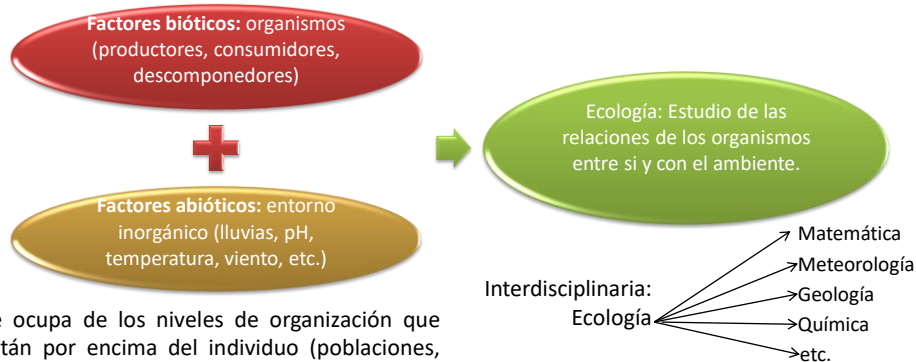 Factores bióticos: organismos
(productores, consumidores,
descomponedores)
Factores abióticos: entorno
inorgánico (lluvias, pH,
temperatura, viento, etc.)
Ecología: Estudio de las
relaciones de los organismos
entre si y con el ambiente.
Interdisciplinaria:
Ecología
Matemática
Meteorología
Geología
Química
etc.
ocupa de los niveles de organización que
por encima del individuo (poblaciones,